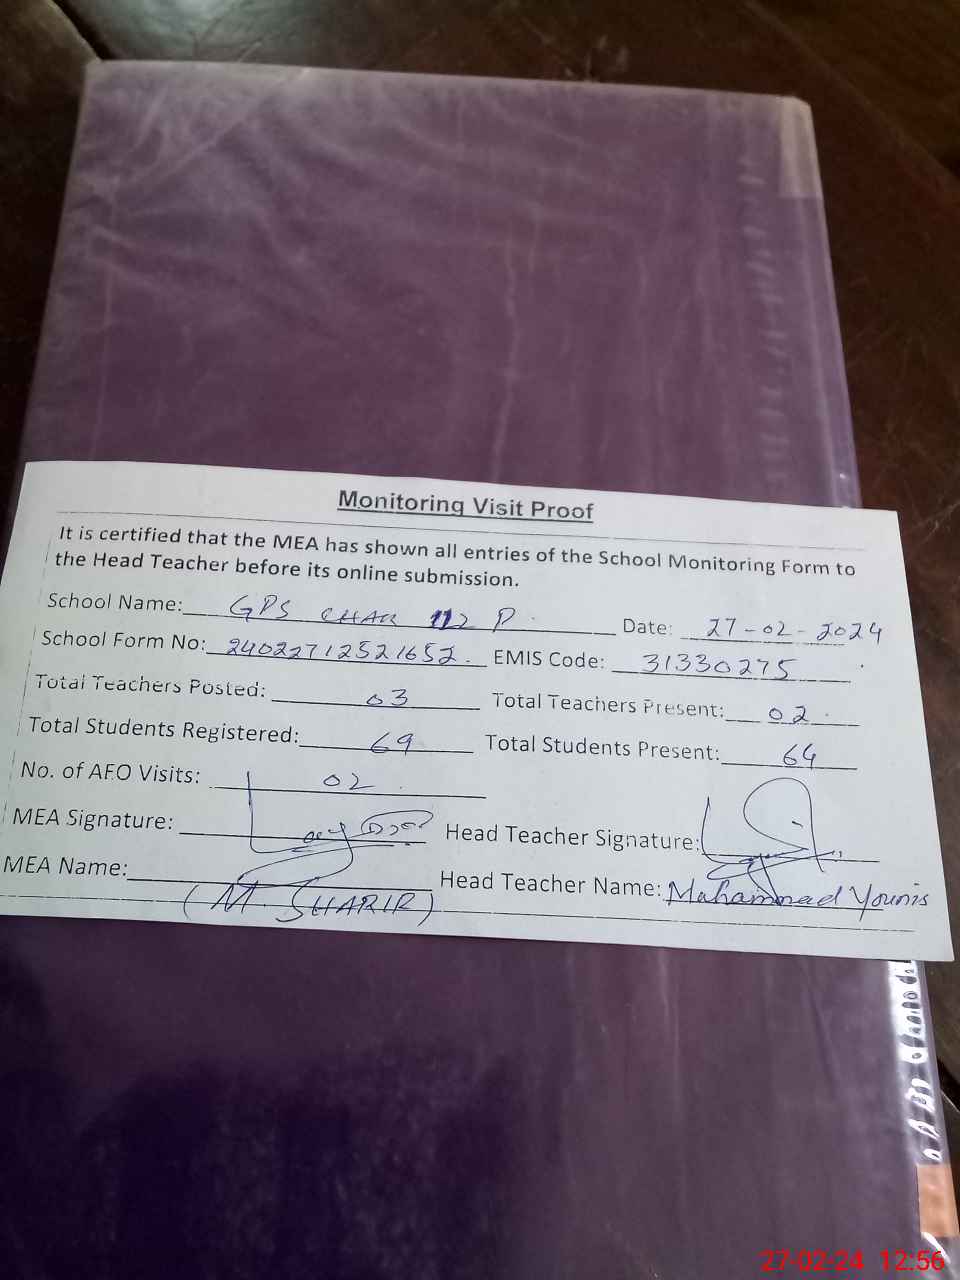 Monitoring Visit Proof
It is certified that the MEA has shown all entries of the School Monitoring Form to
the Head Teacher before its online submission.
School Name: GPS CHAK 112 P. Date: 27-02-2024
School Form No: 24022712521652. EMIS Code: 31330275
Total Teachers Posted: 03 Total Teachers Present: 02
Total Students Registered: 69 Total Students Present: 64
No. of AEO Visits: 02
MEA Signature: Head Teacher Signature:
MEA Name: Head Teacher Name: Muhammad Younis
(M. SHARIR)
27-02-24 12:56